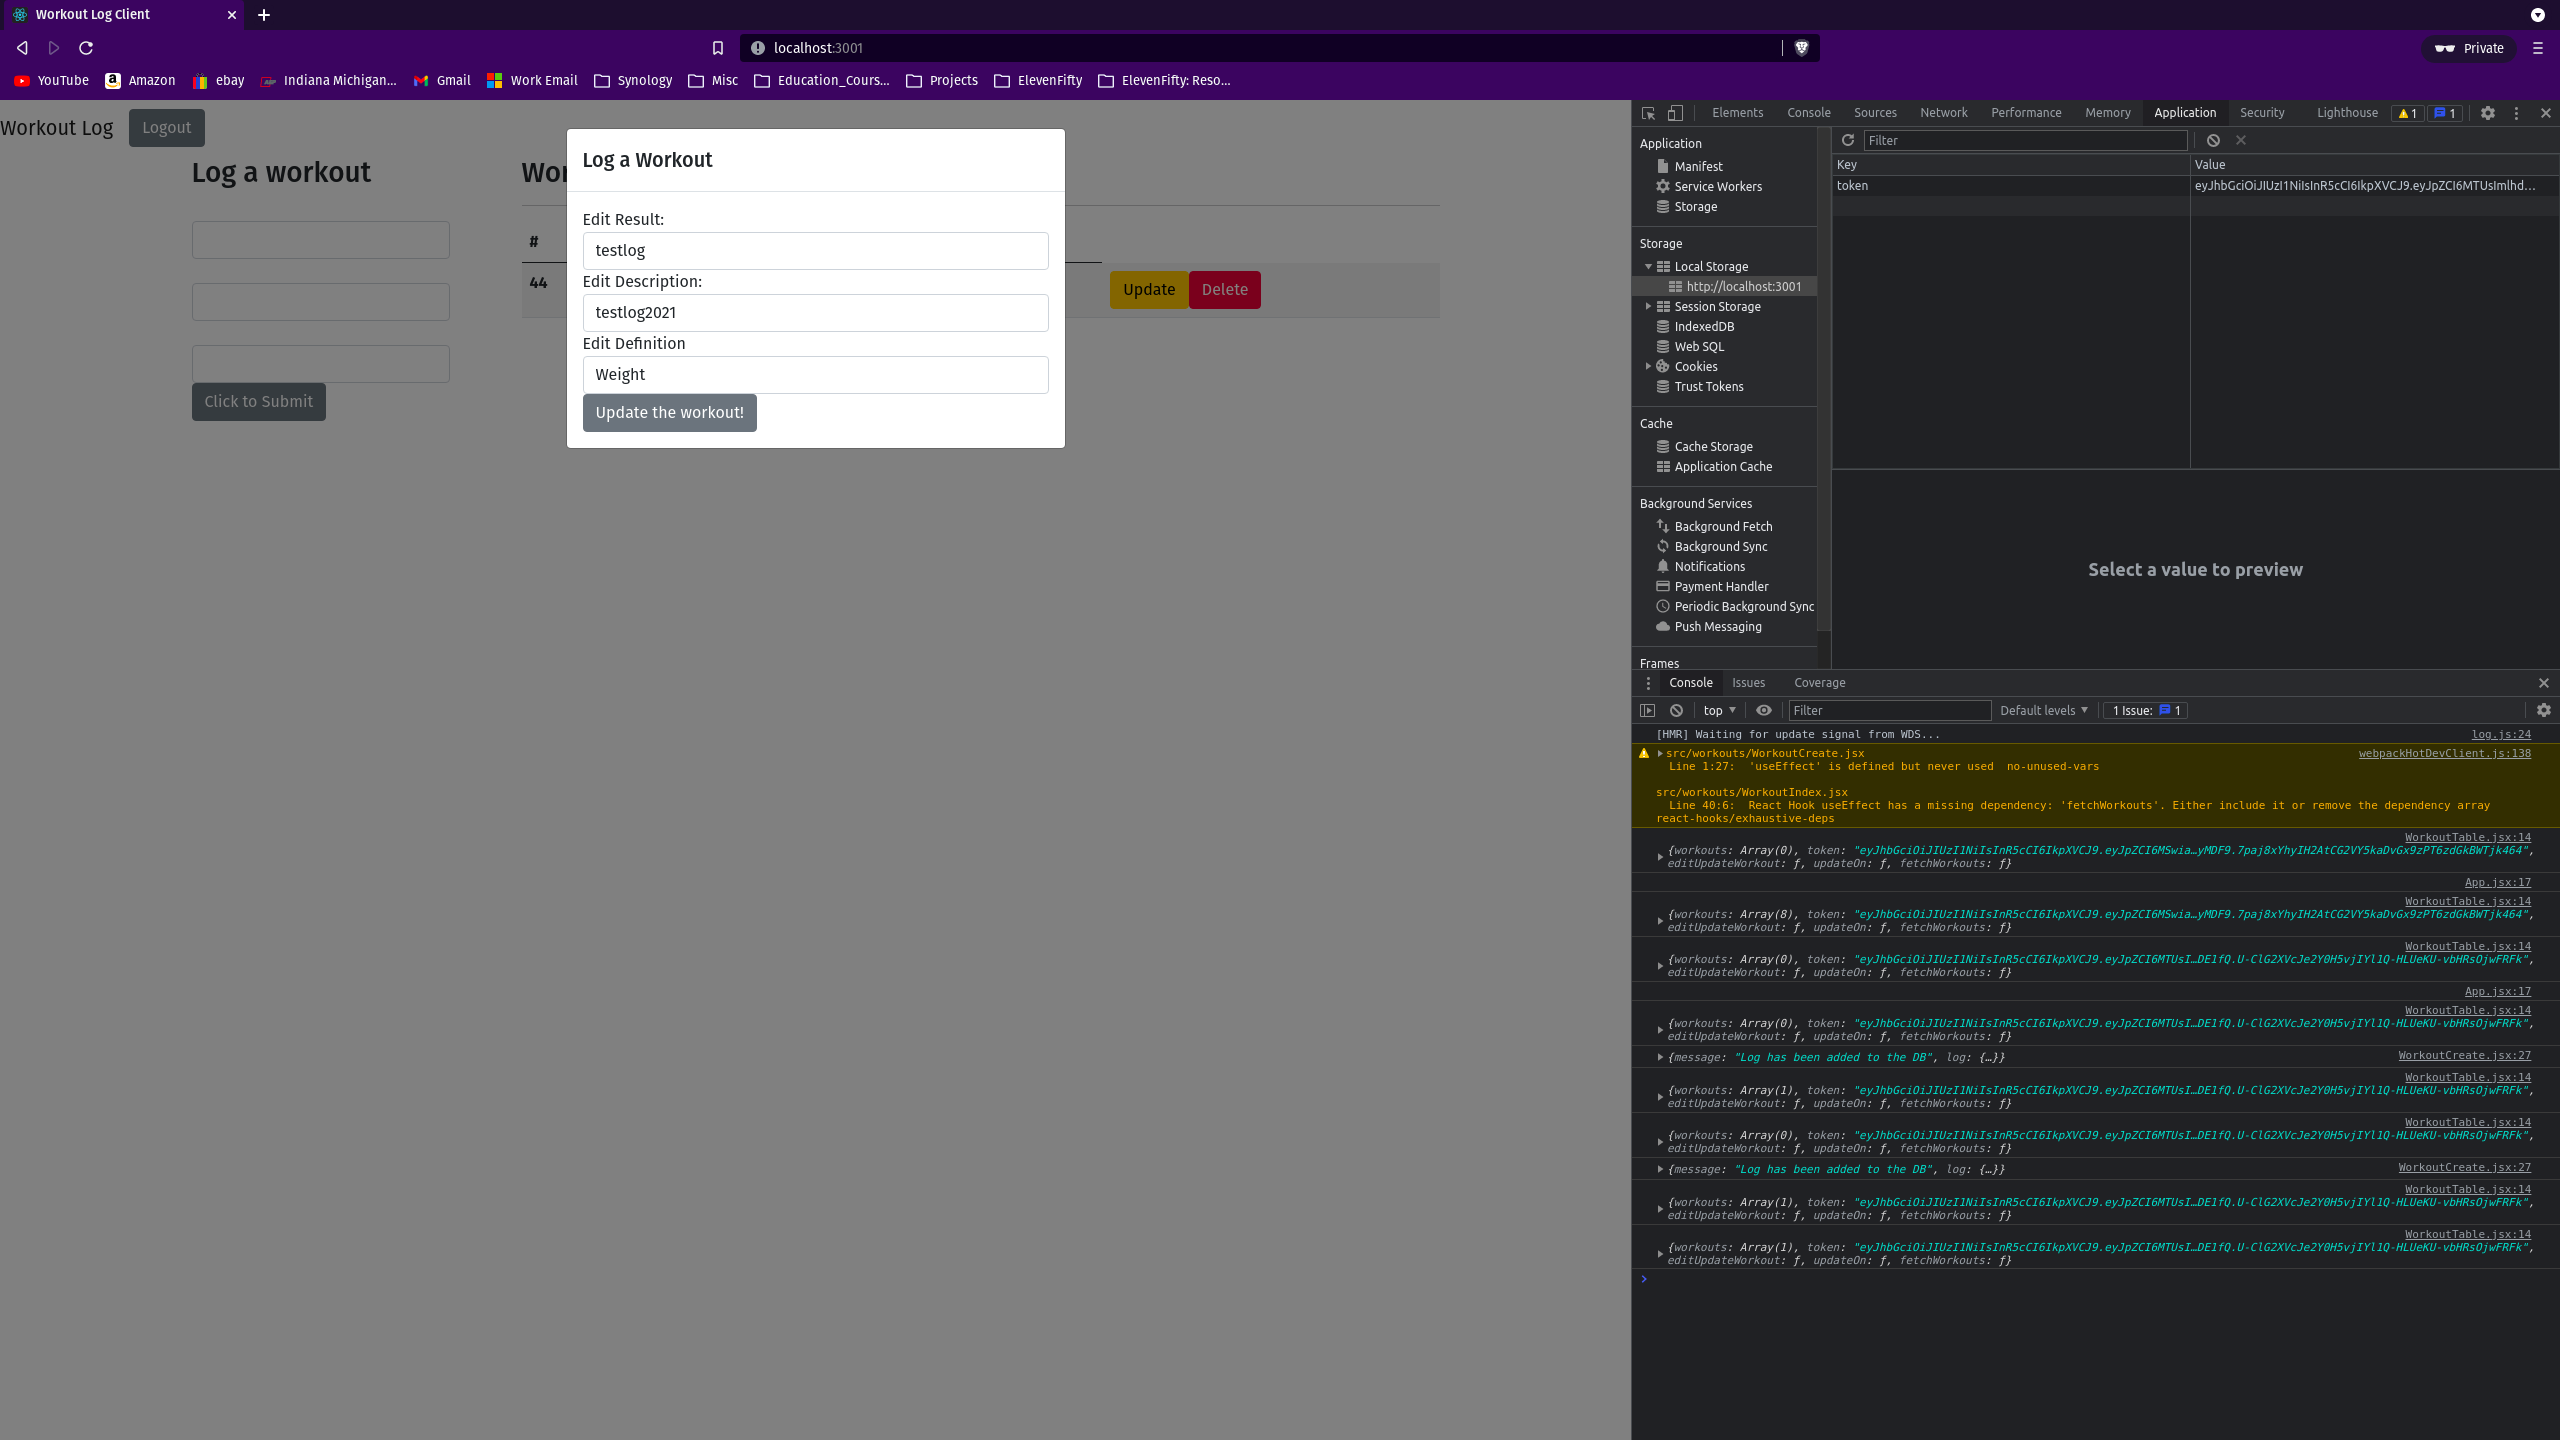 Workout Log Client
localhost:3001
Private
YouTube Amazon ebay Indiana Michigan... Gmail Work Email Synology Misc Education_Cours... Projects ElevenFifty ElevenFifty: Reso...
Workout Log Logout
Log a workout
Wor
#
44
Update Delete
Click to Submit
Log a Workout
Edit Result:
testlog
Edit Description:
testlog2021
Edit Definition
Weight
Update the workout!
Elements Console Sources Network Performance Memory Application Security Lighthouse 1 1
Application
Manifest
Service Workers
Storage
Storage
Local Storage
http://localhost:3001
Session Storage
IndexedDB
Web SQL
Cookies
Trust Tokens
Cache
Cache Storage
Application Cache
Background Services
Background Fetch
Background Sync
Notifications
Payment Handler
Periodic Background Sync
Push Messaging
Frames
Filter
Key Value
token eyJhbGciOiJIUzI1NiIsInR5cCI6IkpXVCJ9.eyJpZCI6MTUsImlhd...
Select a value to preview
Console Issues Coverage
top Filter Default levels 1 Issue: 1
[HMR] Waiting for update signal from WDS... log.js:24
src/workouts/WorkoutCreate.jsx webpackHotDevClient.js:138
Line 1:27: 'useEffect' is defined but never used no-unused-vars
src/workouts/WorkoutIndex.jsx
Line 40:6: React Hook useEffect has a missing dependency: 'fetchWorkouts'. Either include it or remove the dependency array
react-hooks/exhaustive-deps
WorkoutTable.jsx:14
{workouts: Array(0), token: "eyJhbGciOiJIUzI1NiIsInR5cCI6IkpXVCJ9.eyJpZCI6MSwia…yMDF9.7paj8xYhyIH2AtCG2VY5kaDvGx9zPT6zdGkBWTjk464",
editUpdateWorkout: ƒ, updateOn: ƒ, fetchWorkouts: ƒ}
App.jsx:17
WorkoutTable.jsx:14
{workouts: Array(8), token: "eyJhbGciOiJIUzI1NiIsInR5cCI6IkpXVCJ9.eyJpZCI6MSwia…yMDF9.7paj8xYhyIH2AtCG2VY5kaDvGx9zPT6zdGkBWTjk464",
editUpdateWorkout: ƒ, updateOn: ƒ, fetchWorkouts: ƒ}
WorkoutTable.jsx:14
{workouts: Array(0), token: "eyJhbGciOiJIUzI1NiIsInR5cCI6IkpXVCJ9.eyJpZCI6MTUsI…DE1fQ.U-ClG2XVcJe2Y0H5vjIYl1Q-HLUeKU-vbHRsOjwFRFk",
editUpdateWorkout: ƒ, updateOn: ƒ, fetchWorkouts: ƒ}
App.jsx:17
WorkoutTable.jsx:14
{workouts: Array(0), token: "eyJhbGciOiJIUzI1NiIsInR5cCI6IkpXVCJ9.eyJpZCI6MTUsI…DE1fQ.U-ClG2XVcJe2Y0H5vjIYl1Q-HLUeKU-vbHRsOjwFRFk",
editUpdateWorkout: ƒ, updateOn: ƒ, fetchWorkouts: ƒ}
{message: "Log has been added to the DB", log: {…}} WorkoutCreate.jsx:27
WorkoutTable.jsx:14
{workouts: Array(1), token: "eyJhbGciOiJIUzI1NiIsInR5cCI6IkpXVCJ9.eyJpZCI6MTUsI…DE1fQ.U-ClG2XVcJe2Y0H5vjIYl1Q-HLUeKU-vbHRsOjwFRFk",
editUpdateWorkout: ƒ, updateOn: ƒ, fetchWorkouts: ƒ}
WorkoutTable.jsx:14
{workouts: Array(0), token: "eyJhbGciOiJIUzI1NiIsInR5cCI6IkpXVCJ9.eyJpZCI6MTUsI…DE1fQ.U-ClG2XVcJe2Y0H5vjIYl1Q-HLUeKU-vbHRsOjwFRFk",
editUpdateWorkout: ƒ, updateOn: ƒ, fetchWorkouts: ƒ}
{message: "Log has been added to the DB", log: {…}} WorkoutCreate.jsx:27
WorkoutTable.jsx:14
{workouts: Array(1), token: "eyJhbGciOiJIUzI1NiIsInR5cCI6IkpXVCJ9.eyJpZCI6MTUsI…DE1fQ.U-ClG2XVcJe2Y0H5vjIYl1Q-HLUeKU-vbHRsOjwFRFk",
editUpdateWorkout: ƒ, updateOn: ƒ, fetchWorkouts: ƒ}
WorkoutTable.jsx:14
{workouts: Array(1), token: "eyJhbGciOiJIUzI1NiIsInR5cCI6IkpXVCJ9.eyJpZCI6MTUsI…DE1fQ.U-ClG2XVcJe2Y0H5vjIYl1Q-HLUeKU-vbHRsOjwFRFk",
editUpdateWorkout: ƒ, updateOn: ƒ, fetchWorkouts: ƒ}